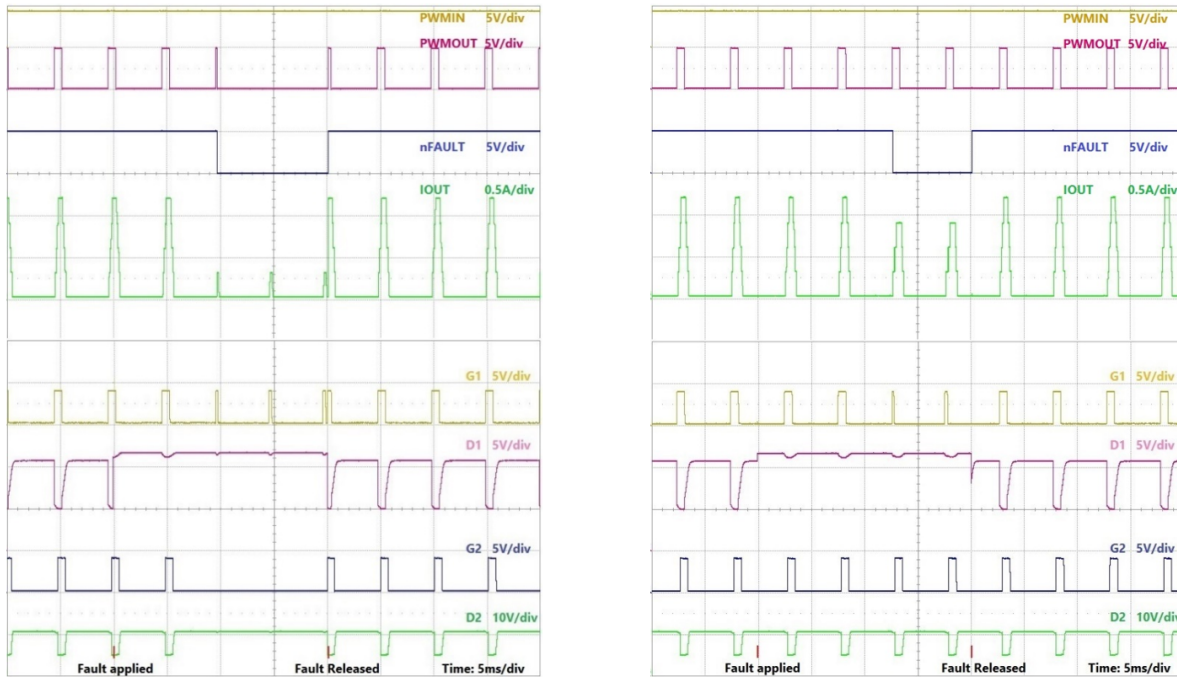 PWMIN 5V/div
PWMOUT 5V/div
nFAULT 5V/div
IOUT 0.5A/div
G1 5V/div
D1 5V/div
G2 5V/div
D2 10V/div
Fault applied Fault Released Time: 5ms/div
PWMIN 5V/div
PWMOUT 5V/div
nFAULT 5V/div
IOUT 0.5A/div
G1 5V/div
D1 5V/div
G2 5V/div
D2 10V/div
Fault applied Fault Released Time: 5ms/div